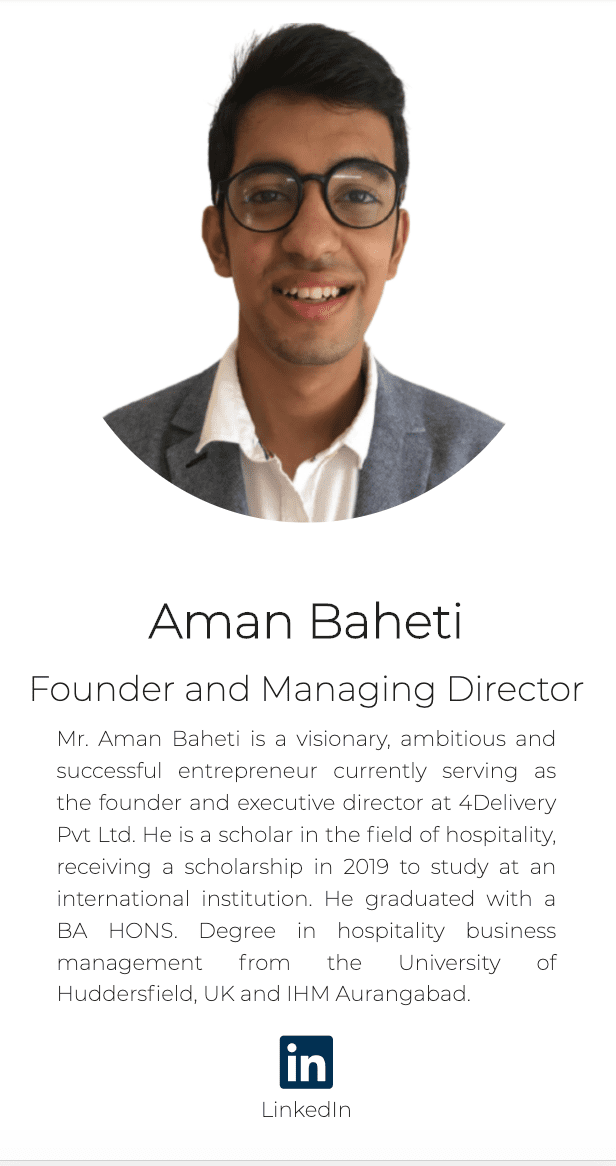 Aman Baheti
Founder and Managing Director
Mr. Aman Baheti is a visionary, ambitious and
successful entrepreneur currently serving as
the founder and executive director at 4Delivery
Pvt Ltd. He is a scholar in the field of hospitality,
receiving a scholarship in 2019 to study at an
international institution. He graduated with a
BA HONS. Degree in hospitality business
management from the University of
Huddersfield, UK and IHM Aurangabad.
in
LinkedIn